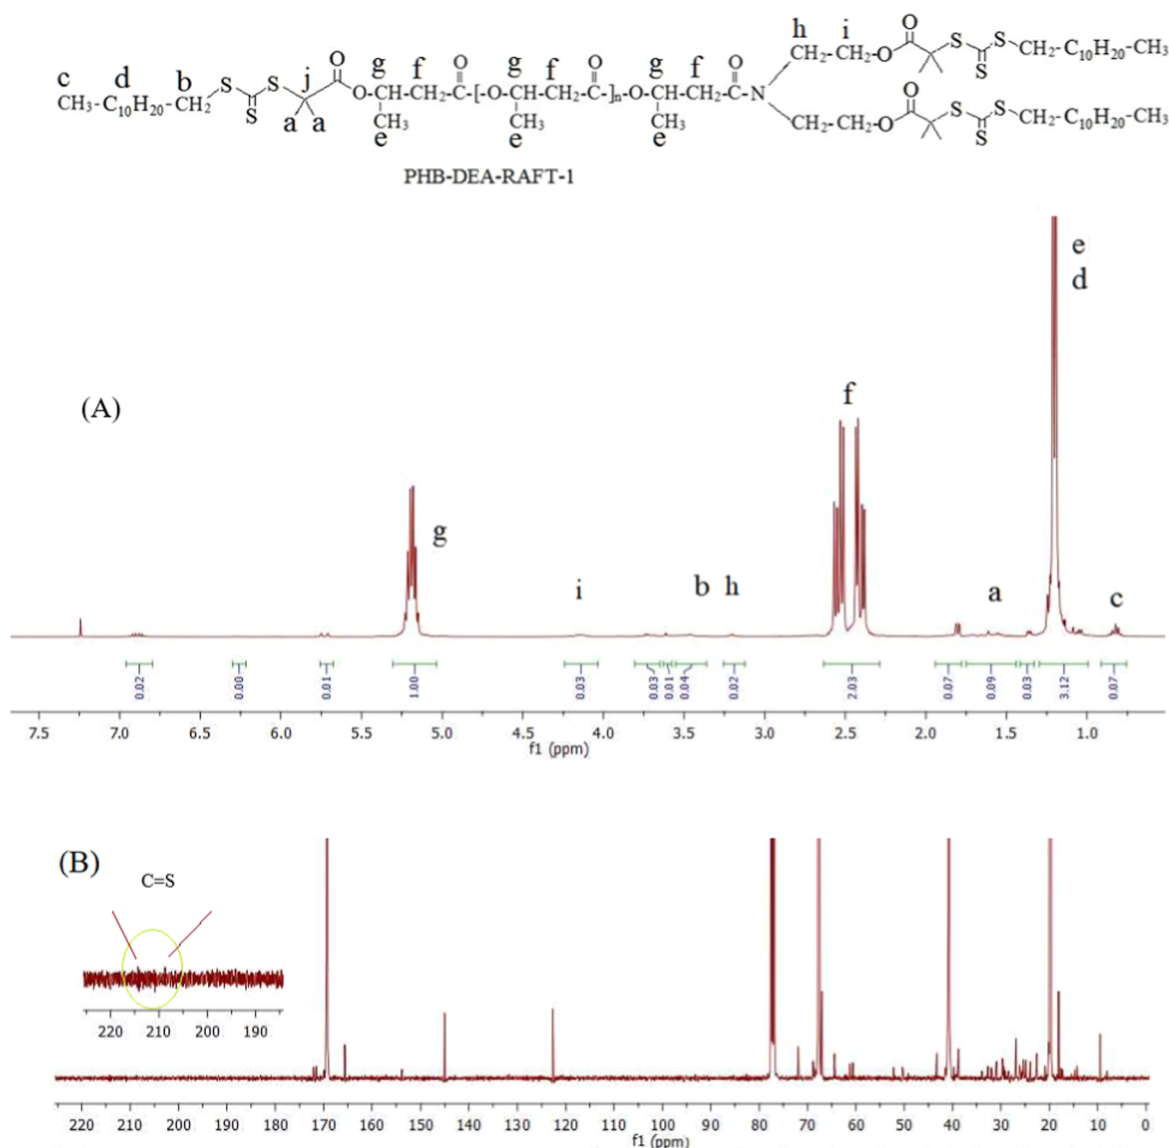 h i
c d b j g f g f g f
CH3-C10H20-CH2 S S S O O-CH-CH2-C-[-O-CH-CH2-C-]n-O-CH-CH2-C-N
O O O
CH2-CH2-O O S S S CH2-C10H20-CH3
CH2-CH2-O O S S S CH2-C10H20-CH3
a a CH3 CH3 CH3
e e e
PHB-DEA-RAFT-1
(A)
e
d
f
g
i b h a c
0.02 0.00 0.01 1.00 0.03 0.03 0.01 0.04 0.02 2.03 0.07 0.09 0.03 3.12 0.07
7.5 7.0 6.5 6.0 5.5 5.0 4.5 4.0 3.5 3.0 2.5 2.0 1.5 1.0
f1 (ppm)
(B)
C=S
220 210 200 190
220 210 200 190 180 170 160 150 140 130 120 110 100 90 80 70 60 50 40 30 20 10 0
f1 (ppm)